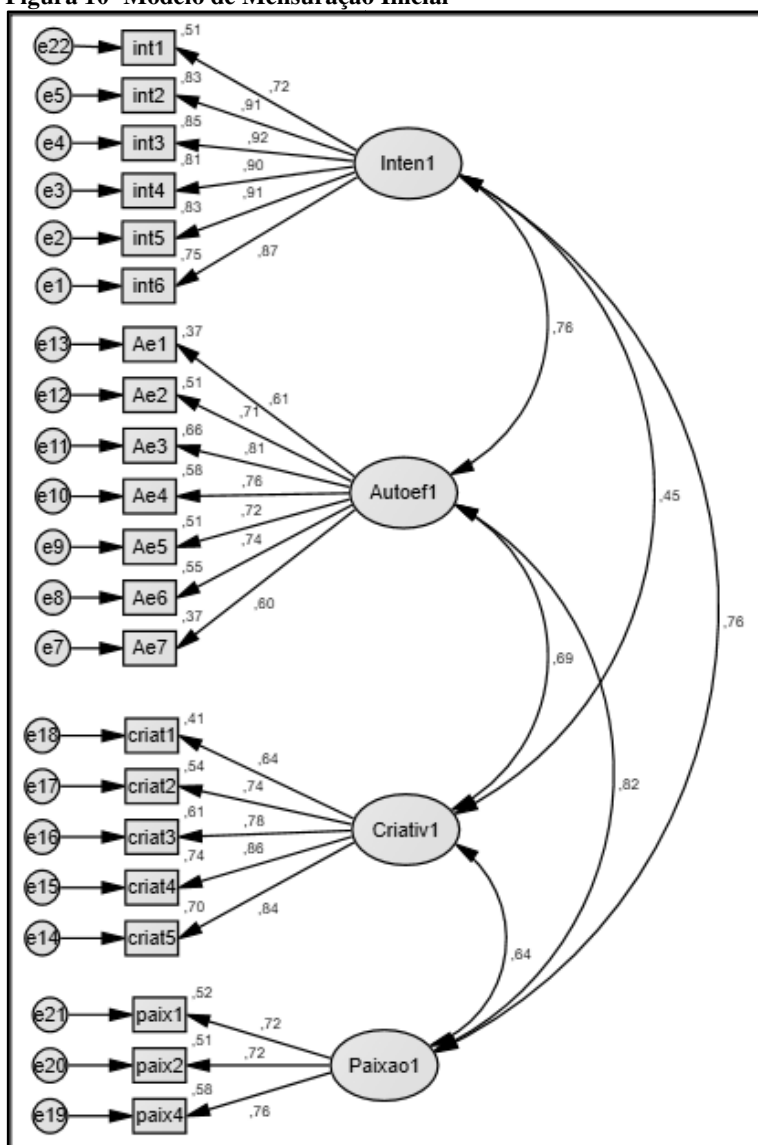 Figura 10- Modelo de Mensuração Inicial
e22 int1 ,51 ,72
e5 int2 ,83 ,91
e4 int3 ,85 ,92
e3 int4 ,81 ,90
e2 int5 ,83 ,91
e1 int6 ,75 ,87
Inten1
,76
e13 Ae1 ,37 ,61
e12 Ae2 ,51 ,71
e11 Ae3 ,66 ,81
e10 Ae4 ,58 ,76
e9 Ae5 ,51 ,72
e8 Ae6 ,55 ,74
e7 Ae7 ,37 ,60
Autoef1
,45
,76
,69
,82
e18 criat1 ,41 ,64
e17 criat2 ,54 ,74
e16 criat3 ,61 ,78
e15 criat4 ,74 ,86
e14 criat5 ,70 ,84
Criativ1
,64
e21 paix1 ,52 ,72
e20 paix2 ,51 ,72
e19 paix4 ,58 ,76
Paixao1